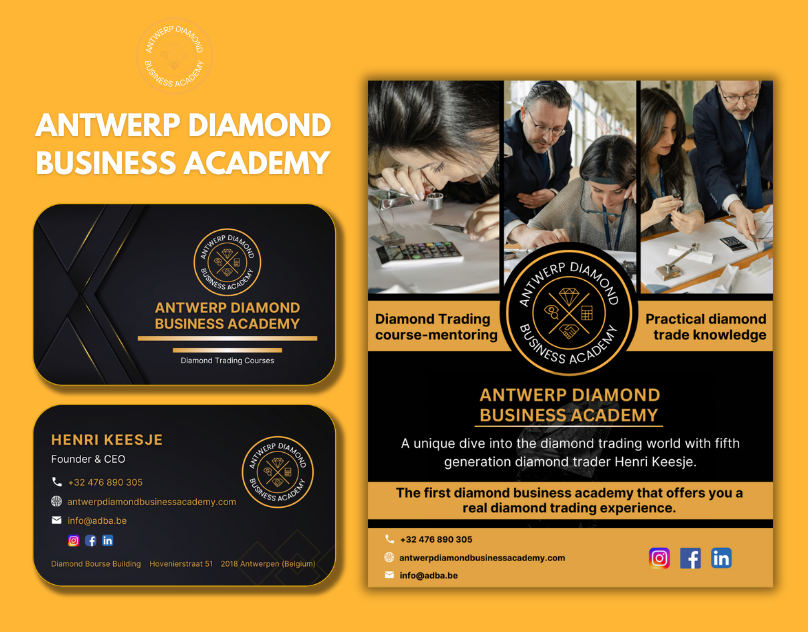 ANTWERP DIAMOND
BUSINESS ACADEMY
ANTWERP DIAMOND
BUSINESS ACADEMY
ANTWERP DIAMOND
BUSINESS ACADEMY
ANTWERP DIAMOND
BUSINESS ACADEMY
Diamond Trading Courses
HENRI KEESJE
Founder & CEO
+32 476 890 305
antwerpdiamondbusinessacademy.com
info@adba.be
Diamond Bourse Building Hovenierstraat 51 2018 Antwerpen (Belgium)
ANTWERP DIAMOND
BUSINESS ACADEMY
Diamond Trading
course-mentoring
ANTWERP DIAMOND
BUSINESS ACADEMY
Practical diamond
trade knowledge
ANTWERP DIAMOND
BUSINESS ACADEMY
A unique dive into the diamond trading world with fifth
generation diamond trader Henri Keesje.
The first diamond business academy that offers you a
real diamond trading experience.
+32 476 890 305
antwerpdiamondbusinessacademy.com
info@adba.be